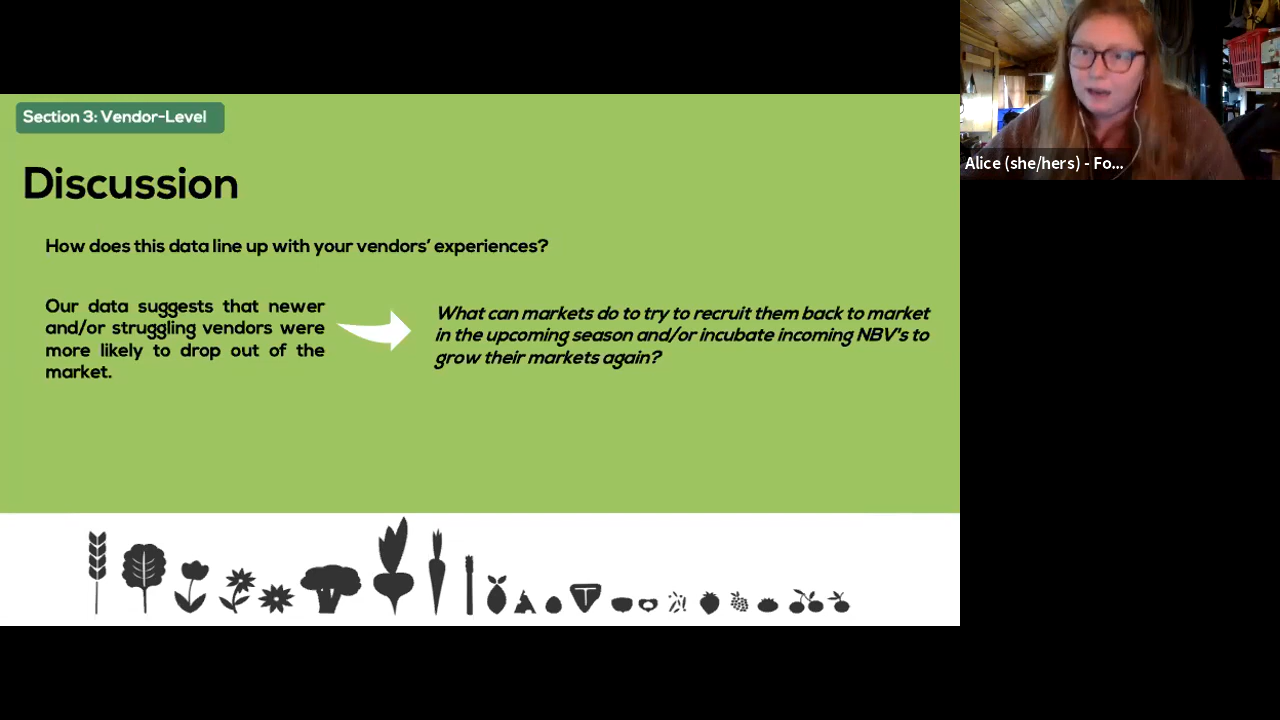 Section 3: Vendor-Level
Discussion
How does this data line up with your vendors’ experiences?
Our data suggests that newer
and/or struggling vendors were
more likely to drop out of the
market.
What can markets do to try to recruit them back to market
in the upcoming season and/or incubate incoming NBV's to
grow their markets again?
Alice (she/hers) - Fo...